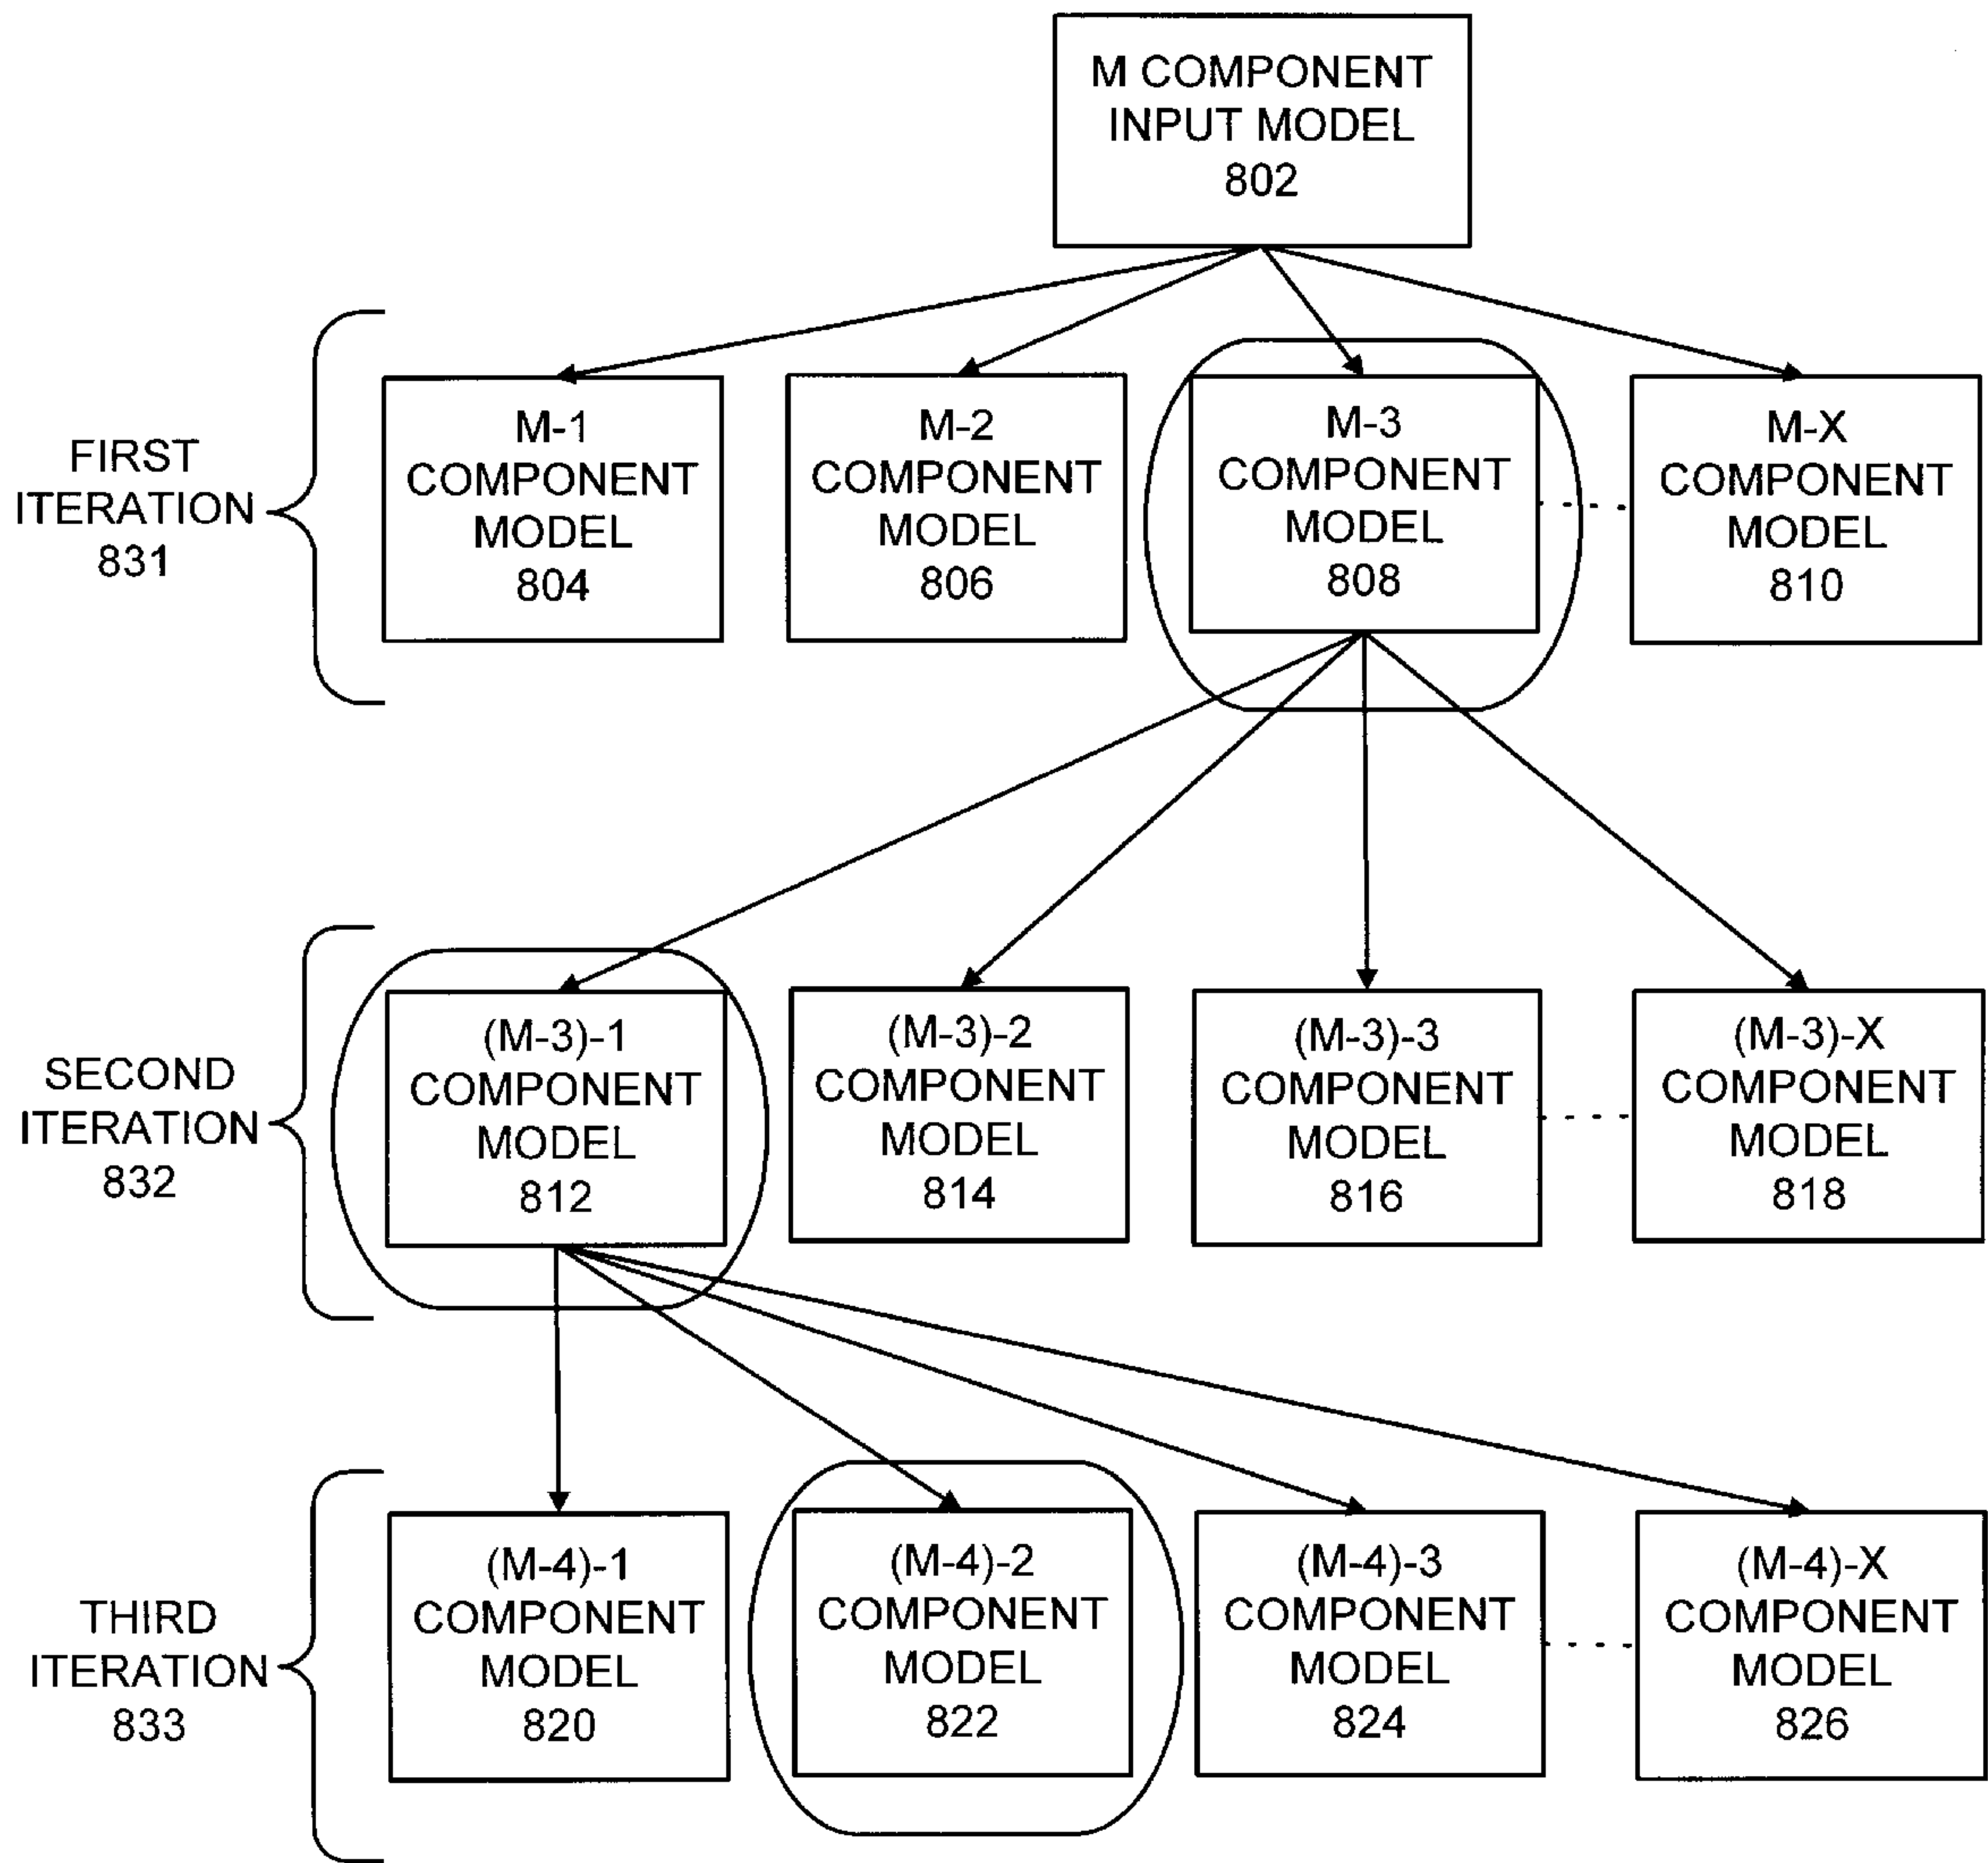 M COMPONENT
INPUT MODEL
802
FIRST
ITERATION
831
M-1
COMPONENT
MODEL
804
M-2
COMPONENT
MODEL
806
M-3
COMPONENT
MODEL
808
M-X
COMPONENT
MODEL
810
SECOND
ITERATION
832
(M-3)-1
COMPONENT
MODEL
812
(M-3)-2
COMPONENT
MODEL
814
(M-3)-3
COMPONENT
MODEL
816
(M-3)-X
COMPONENT
MODEL
818
THIRD
ITERATION
833
(M-4)-1
COMPONENT
MODEL
820
(M-4)-2
COMPONENT
MODEL
822
(M-4)-3
COMPONENT
MODEL
824
(M-4)-X
COMPONENT
MODEL
826